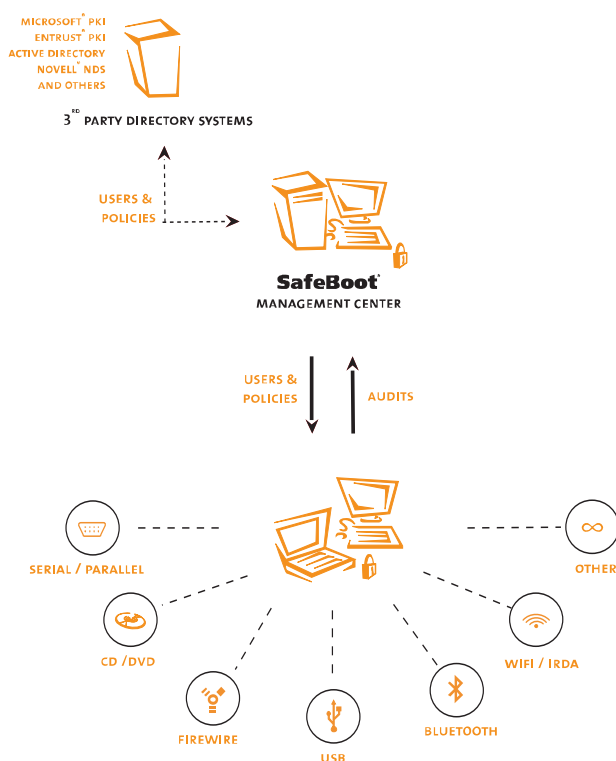 MICROSOFT® PKI
ENTRUST® PKI
ACTIVE DIRECTORY
NOVELL® NDS
AND OTHERS
3RD PARTY DIRECTORY SYSTEMS
USERS &
POLICIES
SafeBoot®
MANAGEMENT CENTER
USERS &
POLICIES
AUDITS
SERIAL / PARALLEL
OTHER
CD /DVD
WIFI / IRDA
FIREWIRE
BLUETOOTH
USB